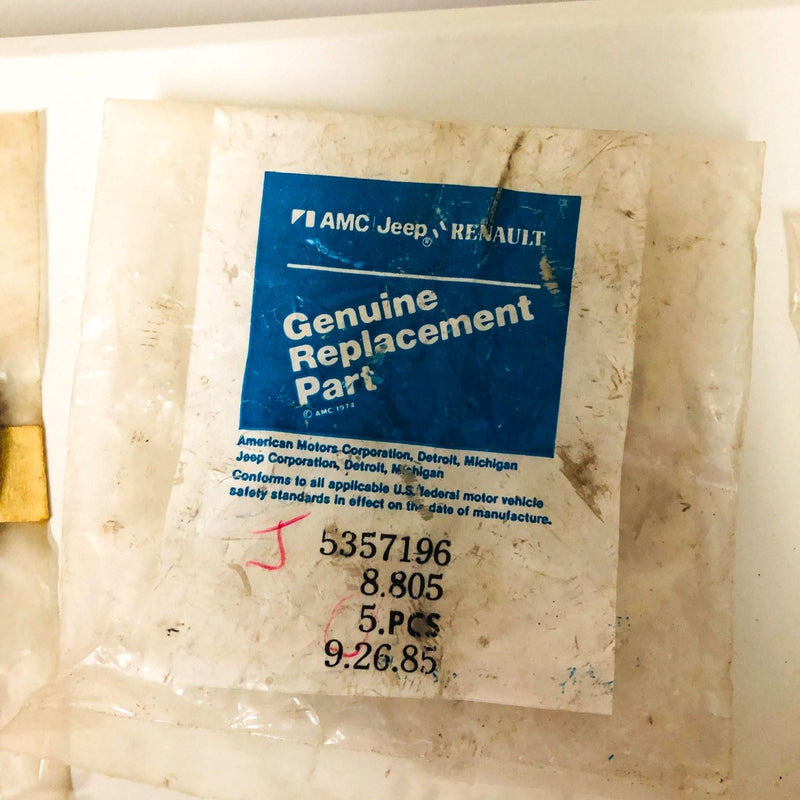 AMC Jeep® RENAULT
Genuine
Replacement
Part
© AMC 1974
American Motors Corporation, Detroit, Michigan
Jeep Corporation, Detroit, Michigan
Conforms to all applicable U.S. federal motor vehicle
safety standards in effect on the date of manufacture.
J
5357196
8.805
5.PCS
9.26.85